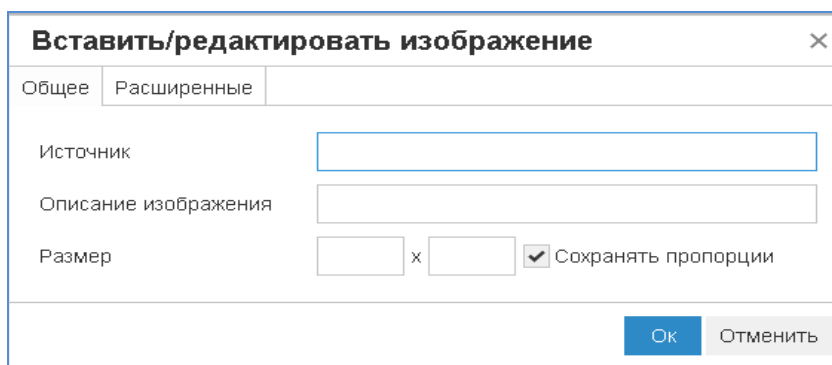 Вставить/редактировать изображение ×
Общее Расширенные
Источник
Описание изображения
Размер x Сохранять пропорции
Ок Отменить